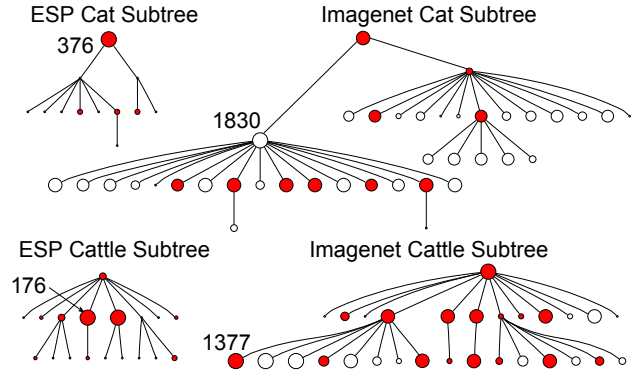 ESP Cat Subtree
Imagenet Cat Subtree
376
1830
ESP Cattle Subtree
Imagenet Cattle Subtree
176
1377